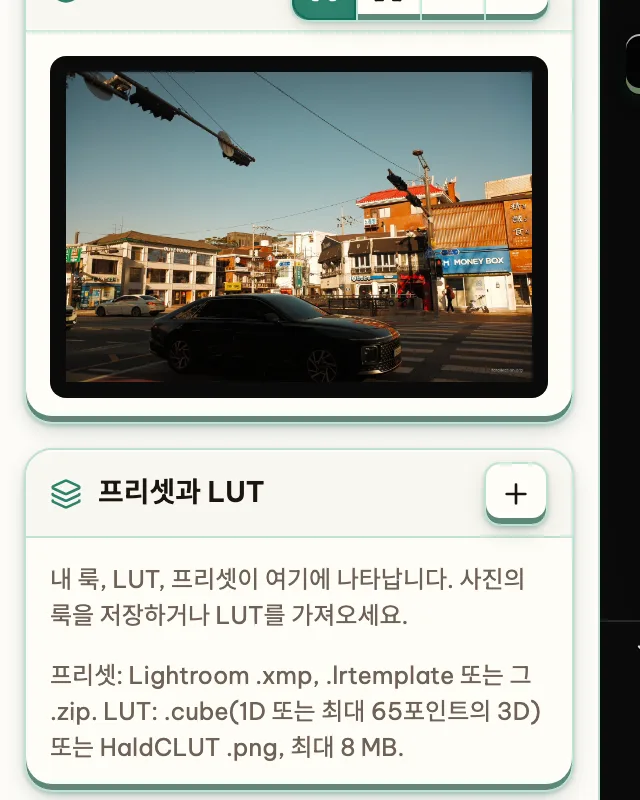 MONEY BOX
프리셋과 LUT
내 룩, LUT, 프리셋이 여기에 나타납니다. 사진의
룩을 저장하거나 LUT를 가져오세요.
프리셋: Lightroom .xmp, .lrtemplate 또는 그
.zip. LUT: .cube(1D 또는 최대 65포인트의 3D)
또는 HaldCLUT .png, 최대 8 MB.